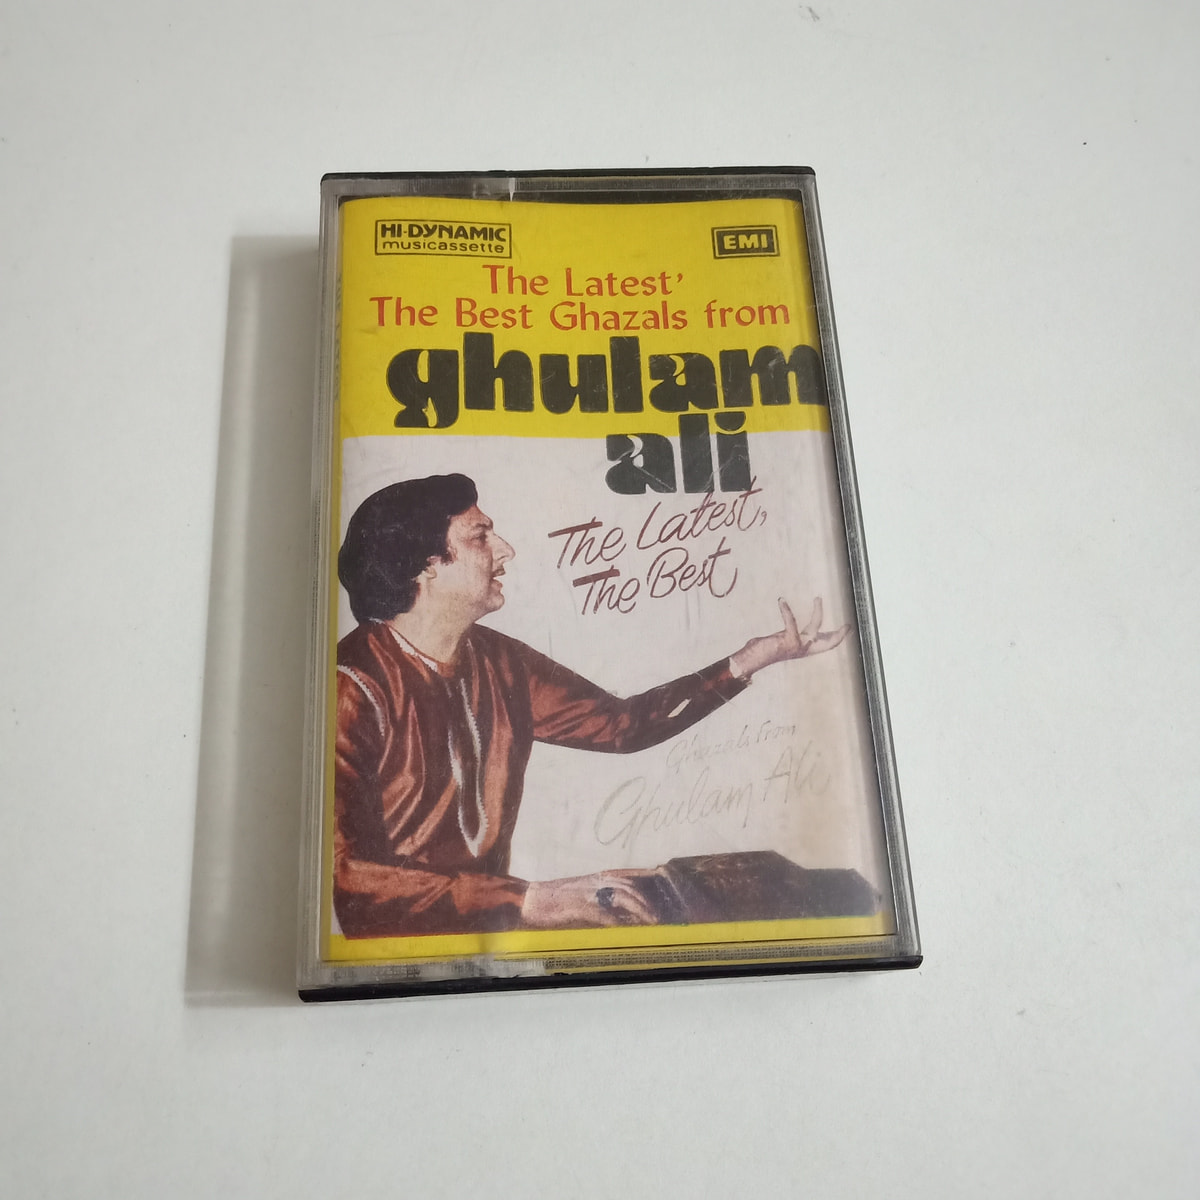 HI-DYNAMIC
musicassette
EMI
The Latest'
The Best Ghazals from
ghulam
ali
The Latest,
The Best
Ghazals from
Ghulam Ali